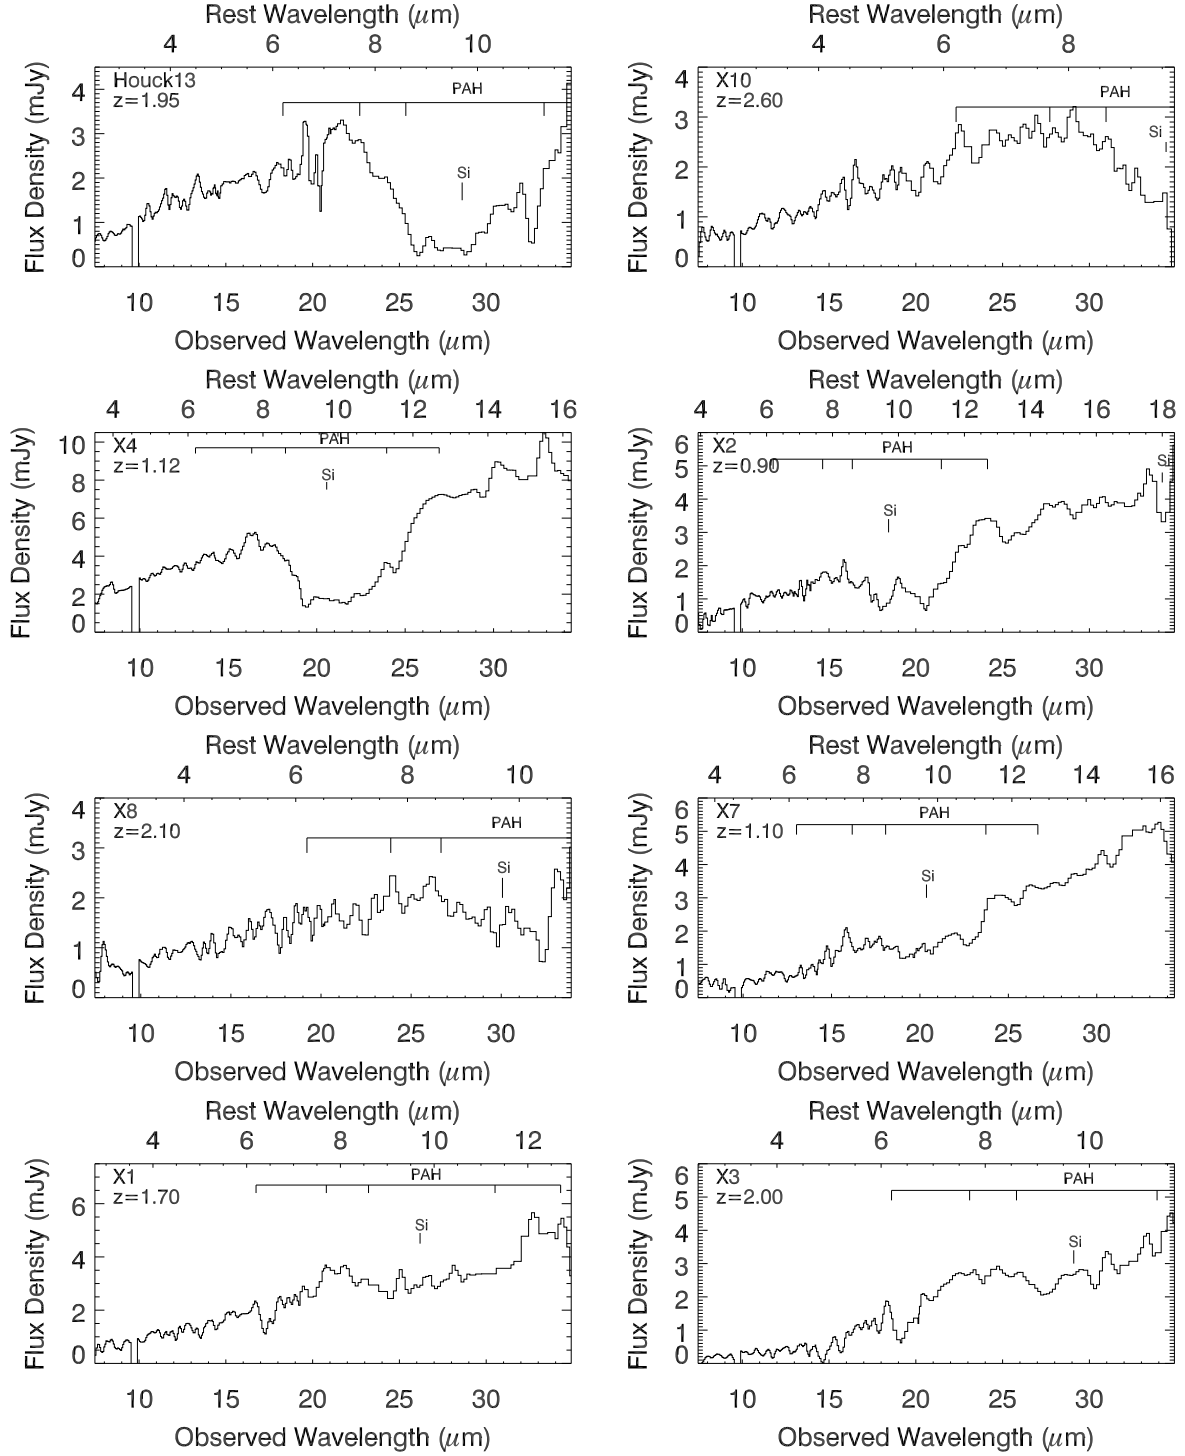 Rest Wavelength (μm)
4 6 8 10
Houck13
z=1.95
PAH
Si
Flux Density (mJy)
4
3
2
1
0
10 15 20 25 30
Observed Wavelength (μm)
Rest Wavelength (μm)
4 6 8
X10
z=2.60
PAH
Si
Flux Density (mJy)
4
3
2
1
0
10 15 20 25 30
Observed Wavelength (μm)
Rest Wavelength (μm)
4 6 8 10 12 14 16
X4
z=1.12
PAH
Si
Flux Density (mJy)
10
8
6
4
2
0
10 15 20 25 30
Observed Wavelength (μm)
Rest Wavelength (μm)
4 6 8 10 12 14 16 18
X2
z=0.90
PAH
Si
Si
Flux Density (mJy)
6
5
4
3
2
1
0
10 15 20 25 30
Observed Wavelength (μm)
Rest Wavelength (μm)
4 6 8 10
X8
z=2.10
PAH
Si
Flux Density (mJy)
4
3
2
1
0
10 15 20 25 30
Observed Wavelength (μm)
Rest Wavelength (μm)
4 6 8 10 12 14 16
X7
z=1.10
PAH
Si
Flux Density (mJy)
6
5
4
3
2
1
0
10 15 20 25 30
Observed Wavelength (μm)
Rest Wavelength (μm)
4 6 8 10 12
X1
z=1.70
PAH
Si
Flux Density (mJy)
6
4
2
0
10 15 20 25 30
Observed Wavelength (μm)
Rest Wavelength (μm)
4 6 8 10
X3
z=2.00
PAH
Si
Flux Density (mJy)
6
5
4
3
2
1
0
10 15 20 25 30
Observed Wavelength (μm)